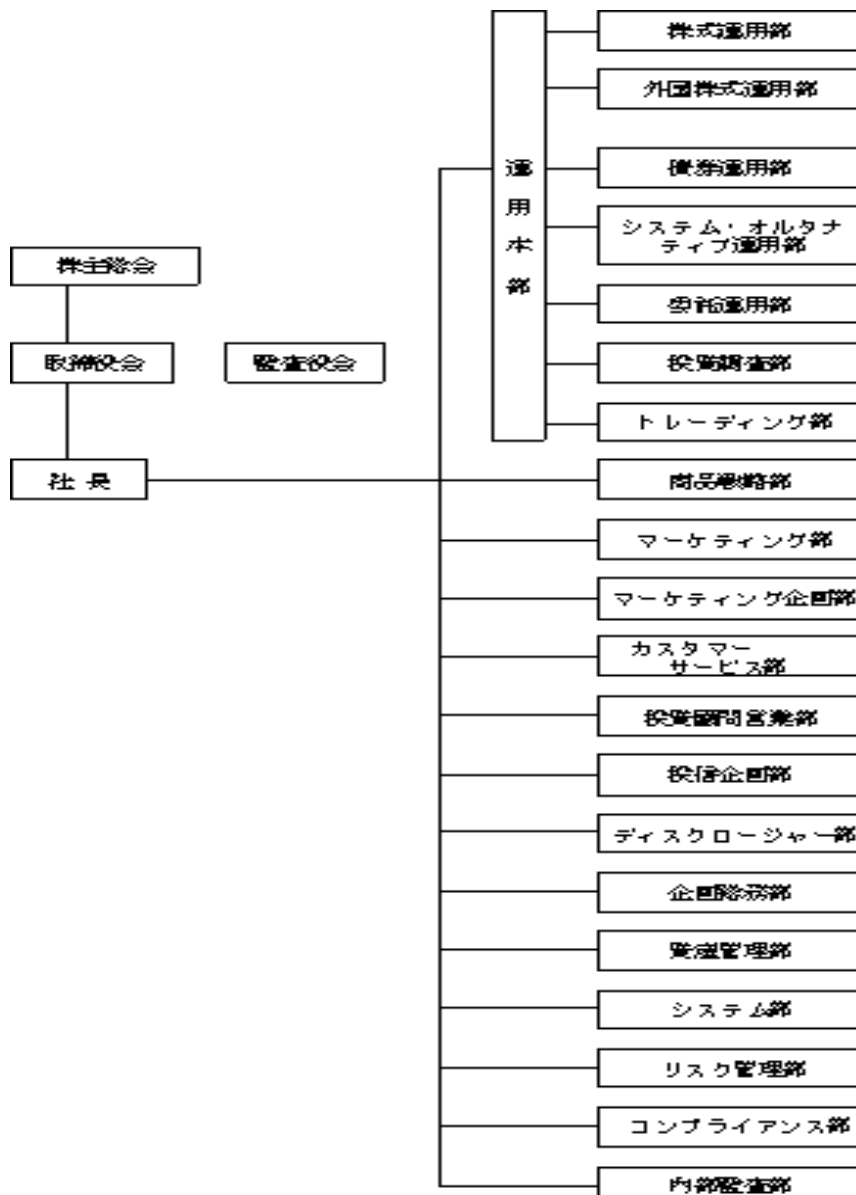 株式運用部
外国株式運用部
運用本部
債券運用部
システム・オルタナ
ティブ運用部
株主総会
委託運用部
取締役会
監査役会
投資調査部
トレーディング部
社長
商品戦略部
マーケティング部
マーケティング企画部
カスタマー
サービス部
投資顧問営業部
投信企画部
ディスクロージャー部
企画総務部
資産管理部
システム部
リスク管理部
コンプライアンス部
内部監査部